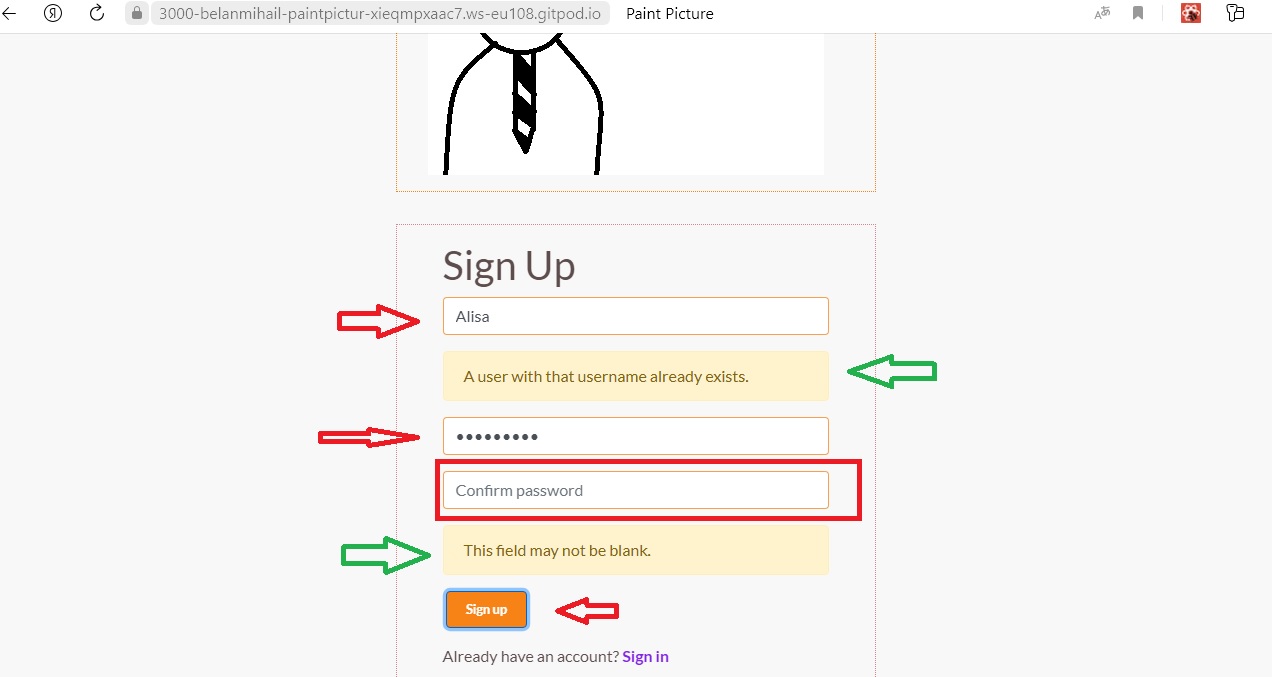 3000-belanmihail-paintpictur-xieqmpxaac7.ws-eu108.gitpod.io Paint Picture
Sign Up
Alisa
A user with that username already exists.
•••••••••
Confirm password
This field may not be blank.
Sign up
Already have an account? Sign in